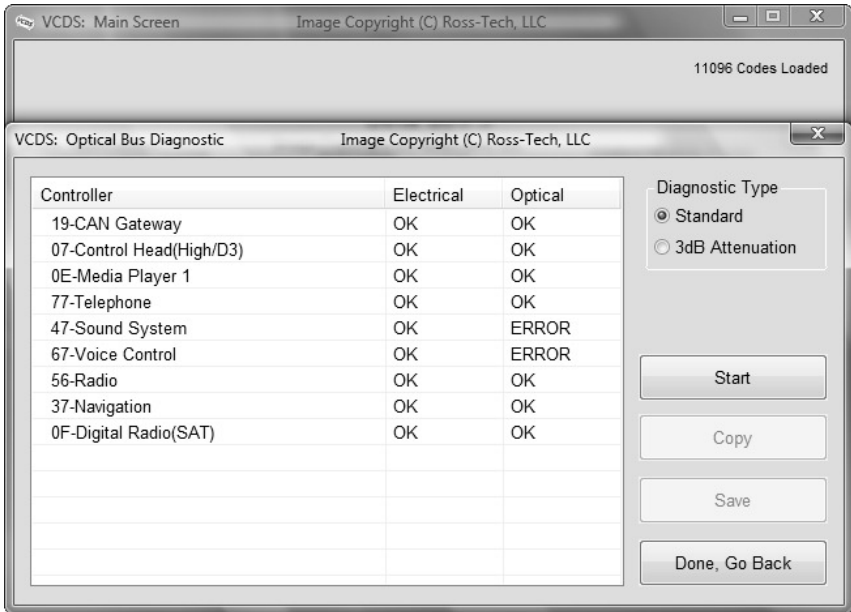 VCDS: Main Screen Image Copyright (C) Ross-Tech, LLC
11096 Codes Loaded
VCDS: Optical Bus Diagnostic Image Copyright (C) Ross-Tech, LLC
Controller Electrical Optical
19-CAN Gateway OK OK
07-Control Head(High/D3) OK OK
0E-Media Player 1 OK OK
77-Telephone OK OK
47-Sound System OK ERROR
67-Voice Control OK ERROR
56-Radio OK OK
37-Navigation OK OK
0F-Digital Radio(SAT) OK OK
Diagnostic Type
Standard
3dB Attenuation
Start
Copy
Save
Done, Go Back